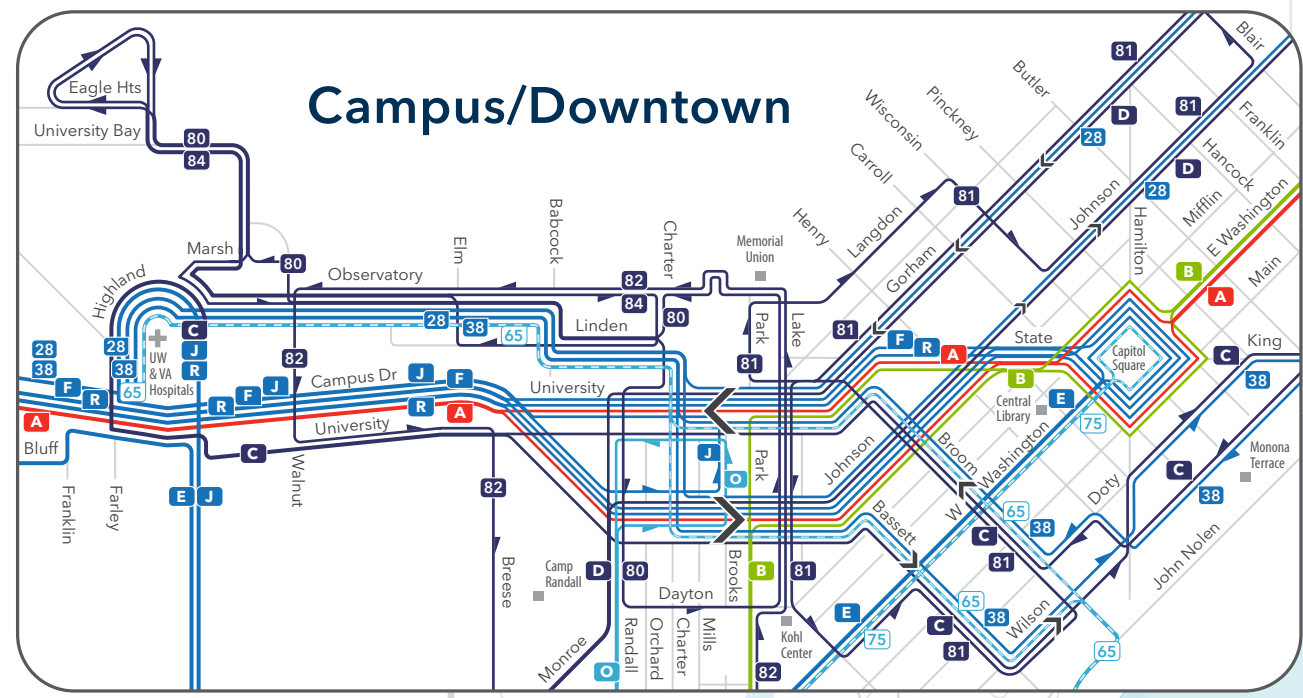 Campus/Downtown
Eagle Hts
University Bay
80
84
Marsh
80
Observatory
Elm
Babcock
Charter
82
84
80
Memorial
Union
Henry
Langdon
Carroll
Wisconsin
Pinckney
Butler
81
D
28
81
D
28
81
Blair
Franklin
Hancock
Mifflin
E Washington
Main
King
Johnson
Hamilton
Gorham
B
A
C
38
Highland
28
38
65
C
J
R
UW
& VA
Hospitals
28
38
65
Linden
82
Park
Lake
81
81
F
R
A
State
B
Capitol
Square
Central
Library
E
75
28
38
F
R
A
Bluff
R
F
J
Campus Dr
J
F
R
A
University
University
C
Franklin
Farley
E
J
Walnut
82
Breese
J
O
Park
Johnson
Broom
W Washington
65
38
C
81
Doty
C
38
Monona
Terrace
John Nolen
Bassett
Camp
Randall
D
80
Brooks
B
81
Dayton
Monroe
Randall
Orchard
Charter
Mills
O
82
Kohl
Center
E
75
65
38
C
81
Wilson
65